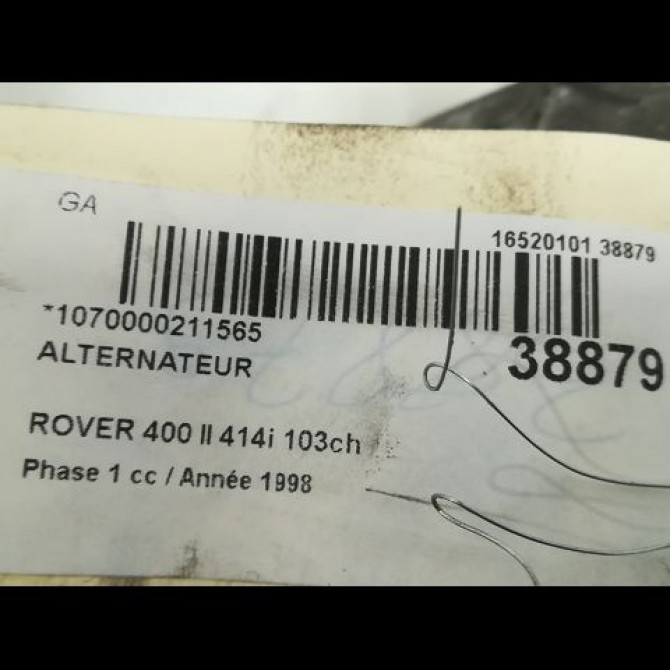 GA
16520101 38879
*1070000211565
38879
ALTERNATEUR
ROVER 400 II 414i 103ch
Phase 1 cc / Année 1998